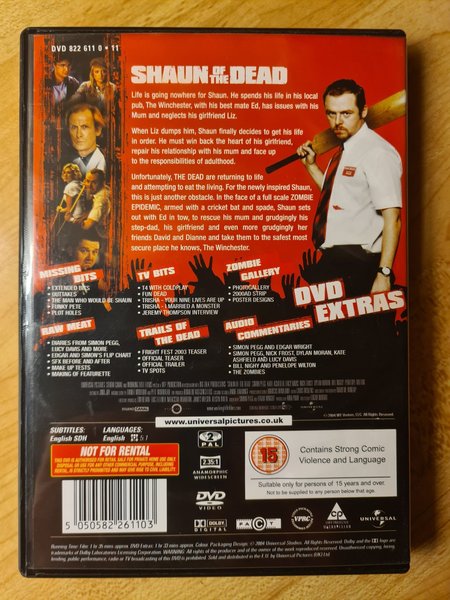 DVD 822 611 0 • 11
SHAUN OF THE DEAD
Life is going nowhere for Shaun. He spends his life in his local
pub, The Winchester, with his best mate Ed, has issues with his
Mum and neglects his girlfriend Liz.
When Liz dumps him, Shaun finally decides to get his life
in order. He must win back the heart of his girlfriend,
repair his relationship with his mum and face up
to the responsibilities of adulthood.
Unfortunately, THE DEAD are returning to life
and attempting to eat the living. For the newly inspired Shaun,
this is just another obstacle. In the face of a full scale ZOMBIE
EPIDEMIC, armed with a cricket bat and spade, Shaun sets
out with Ed in tow, to rescue his mum and grudgingly his
step-dad, his girlfriend and even more grudgingly her
friends David and Dianne and take them to the safest most
secure place he knows, The Winchester.
DVD EXTRAS
MISSING BITS
• EXTENDED BITS
• OUTTAKES
• THE MAN WHO WOULD BE SHAUN
• FUNKY PETE
• PLOT HOLES
TV BITS
• T4 WITH COLDPLAY
• FUN DEAD
• TRISHA - YOUR NINE LIVES ARE UP
• TRISHA - I MARRIED A MONSTER
• JEREMY THOMPSON INTERVIEW
ZOMBIE GALLERY
• PHOTOGALLERY
• 2000AD STRIP
• POSTER DESIGNS
RAW MEAT
• DIARIES FROM SIMON PEGG,
LUCY DAVIS AND MORE
• EDGAR AND SIMON'S FLIP CHART
• SFX BEFORE AND AFTER
• MAKE UP TESTS
• MAKING OF FEATURETTE
TRAILS OF THE DEAD
• FRIGHT FEST 2003 TEASER
• OFFICIAL TEASER
• OFFICIAL TRAILER
• TV SPOTS
AUDIO COMMENTARIES
• SIMON PEGG AND EDGAR WRIGHT
• SIMON PEGG, NICK FROST, DYLAN MORAN, KATE
ASHFIELD AND LUCY DAVIS
• BILL NIGHY AND PENELOPE WILTON
• THE ZOMBIES
www.universalpictures.co.uk
SUBTITLES:
English SDH
AUDIO:
English
5.1
NOT FOR RENTAL
5 050582 261103
PAL
2.35:1
ANAMORPHIC
WIDESCREEN
DVD
VIDEO
DOLBY
DIGITAL
15
Contains Strong Comic
Violence and Language
Suitable only for persons of 15 years and over.
Not to be supplied to any person below that age.
VPRC
UNIVERSAL